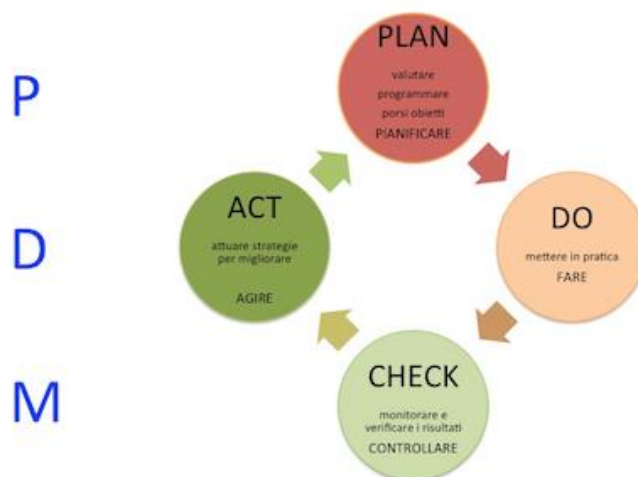 P
D
M
PLAN
valutare
programmare
porsi obietti
PIANIFICARE
DO
mettere in pratica
FARE
CHECK
monitorare e
verificare i risultati
CONTROLLARE
ACT
attuare strategie
per migliorare
AGIRE